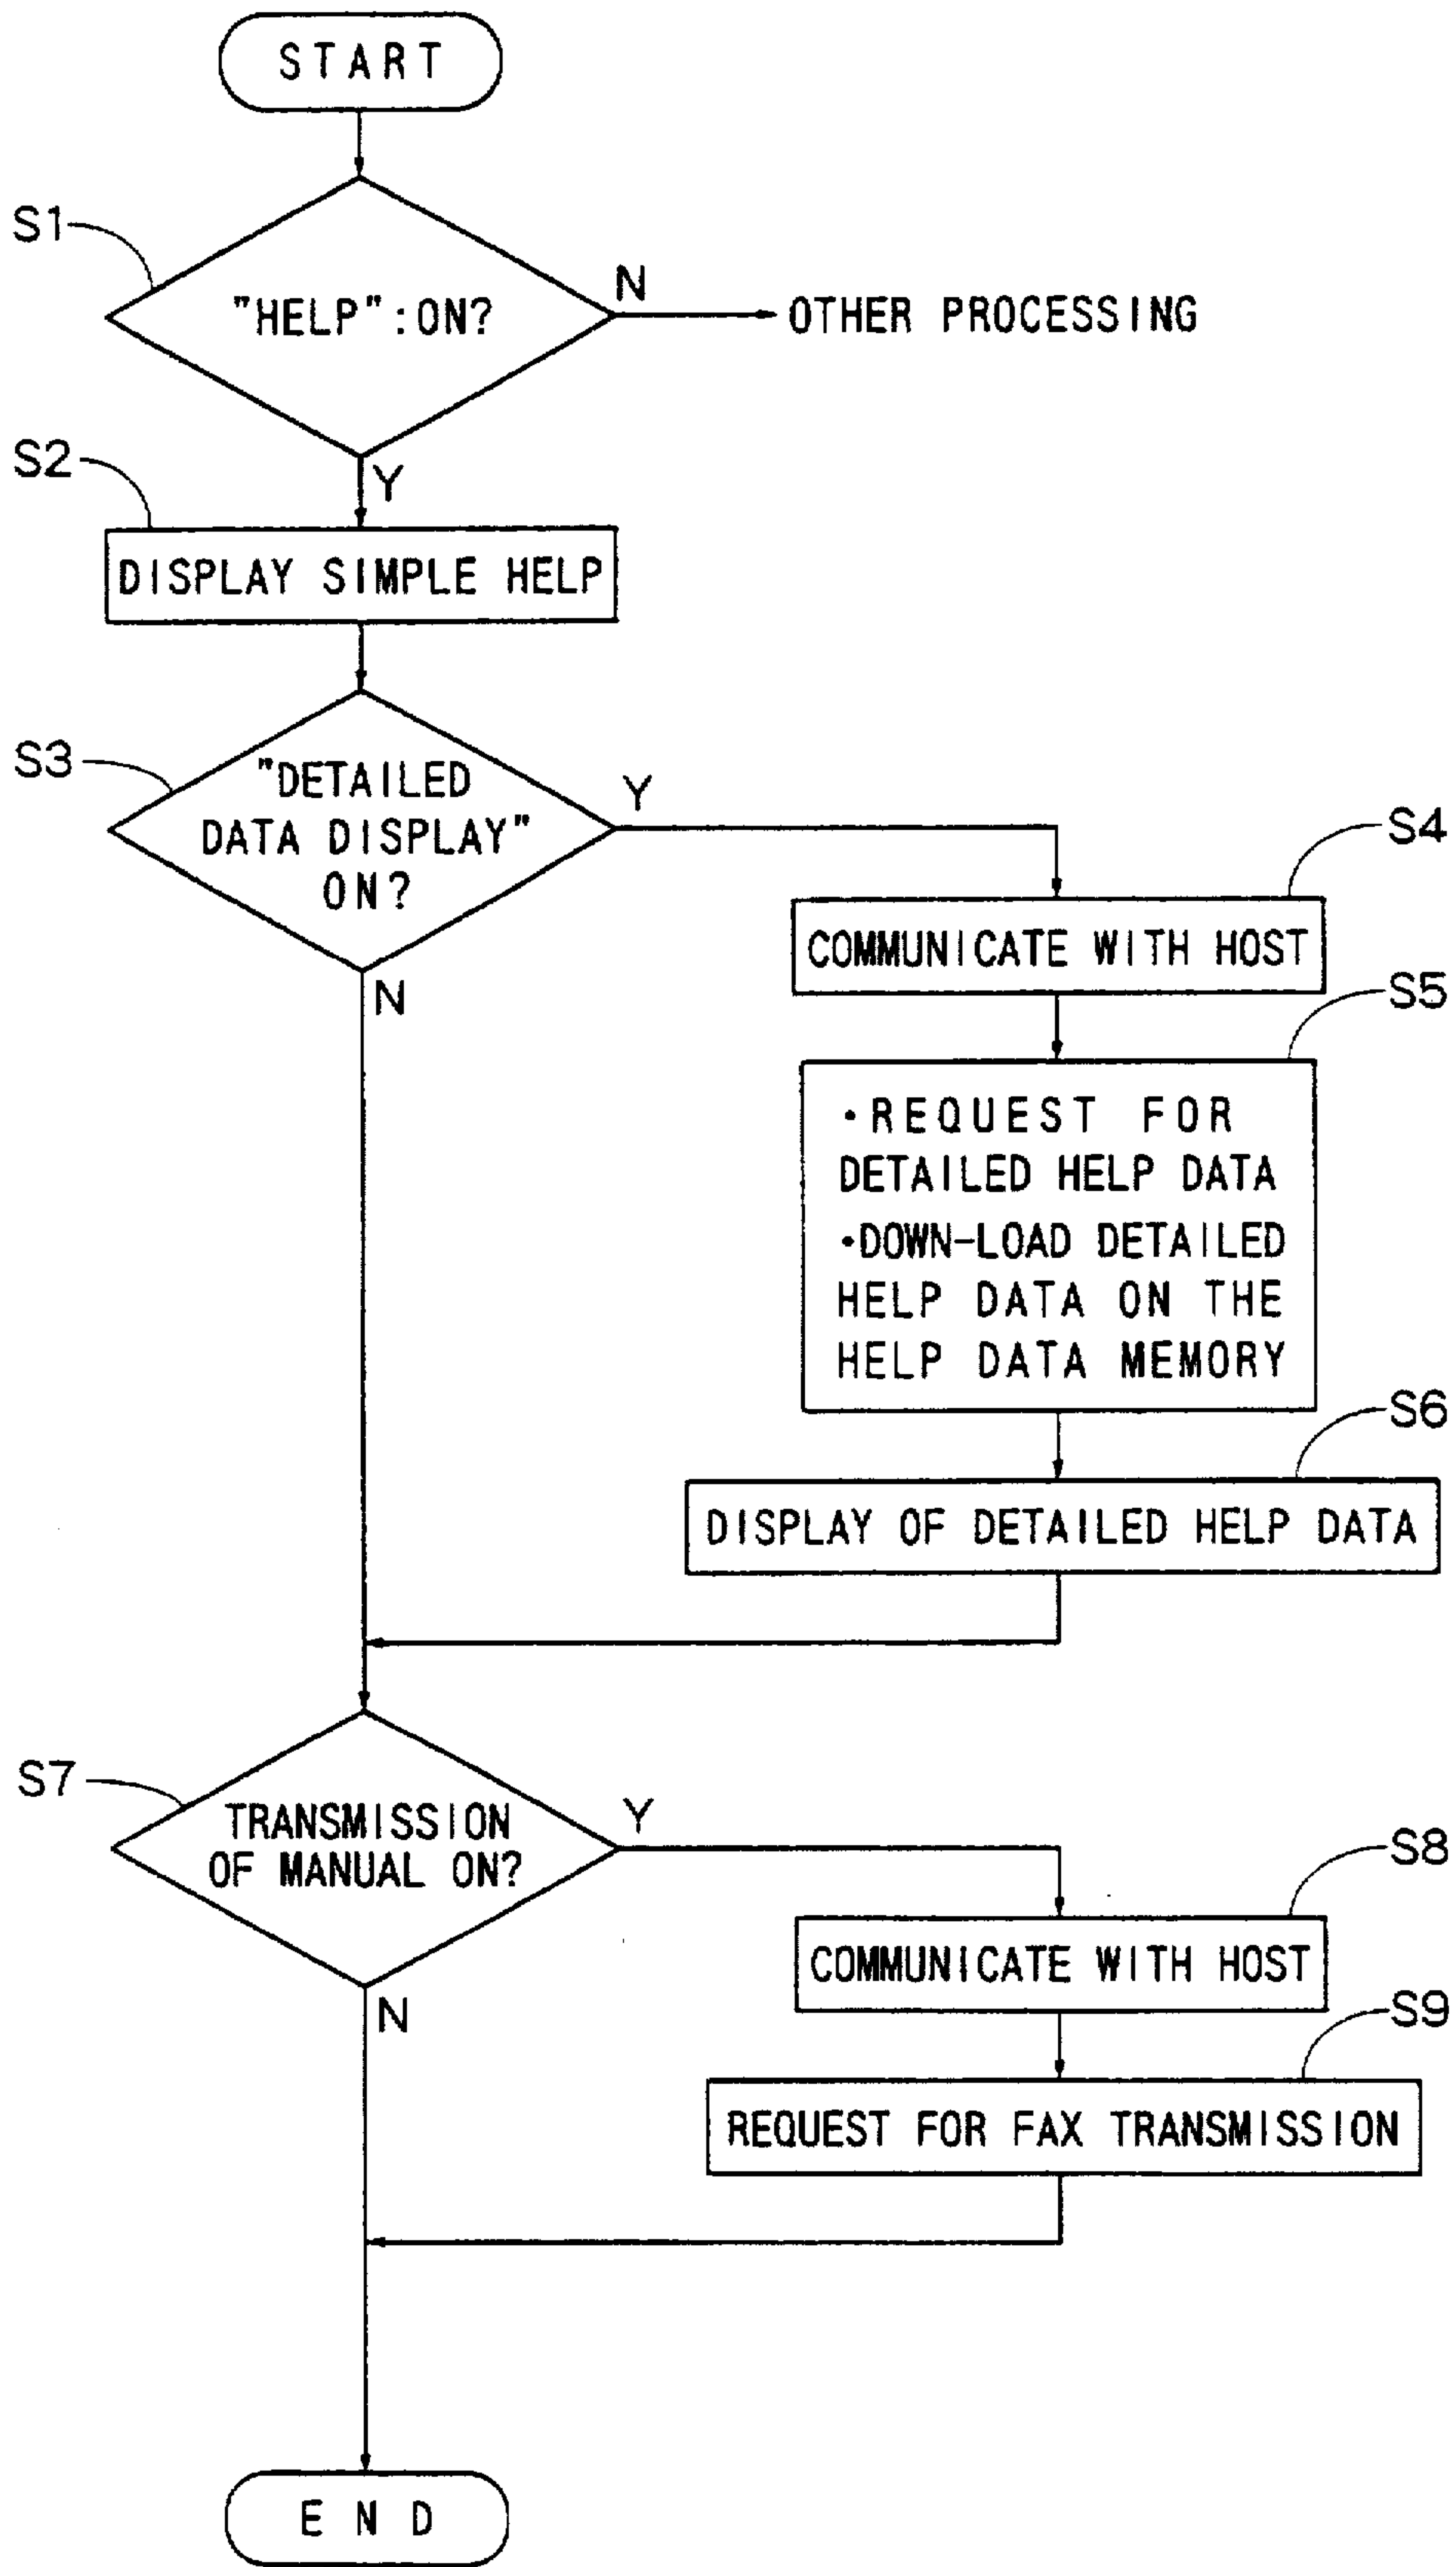 START
S1
"HELP":ON?
N
OTHER PROCESSING
Y
S2
DISPLAY SIMPLE HELP
S3
"DETAILED
DATA DISPLAY"
ON?
Y
N
S4
COMMUNICATE WITH HOST
S5
・REQUEST FOR
DETAILED HELP DATA
・DOWN-LOAD DETAILED
HELP DATA ON THE
HELP DATA MEMORY
S6
DISPLAY OF DETAILED HELP DATA
S7
TRANSMISSION
OF MANUAL ON?
Y
N
S8
COMMUNICATE WITH HOST
S9
REQUEST FOR FAX TRANSMISSION
END